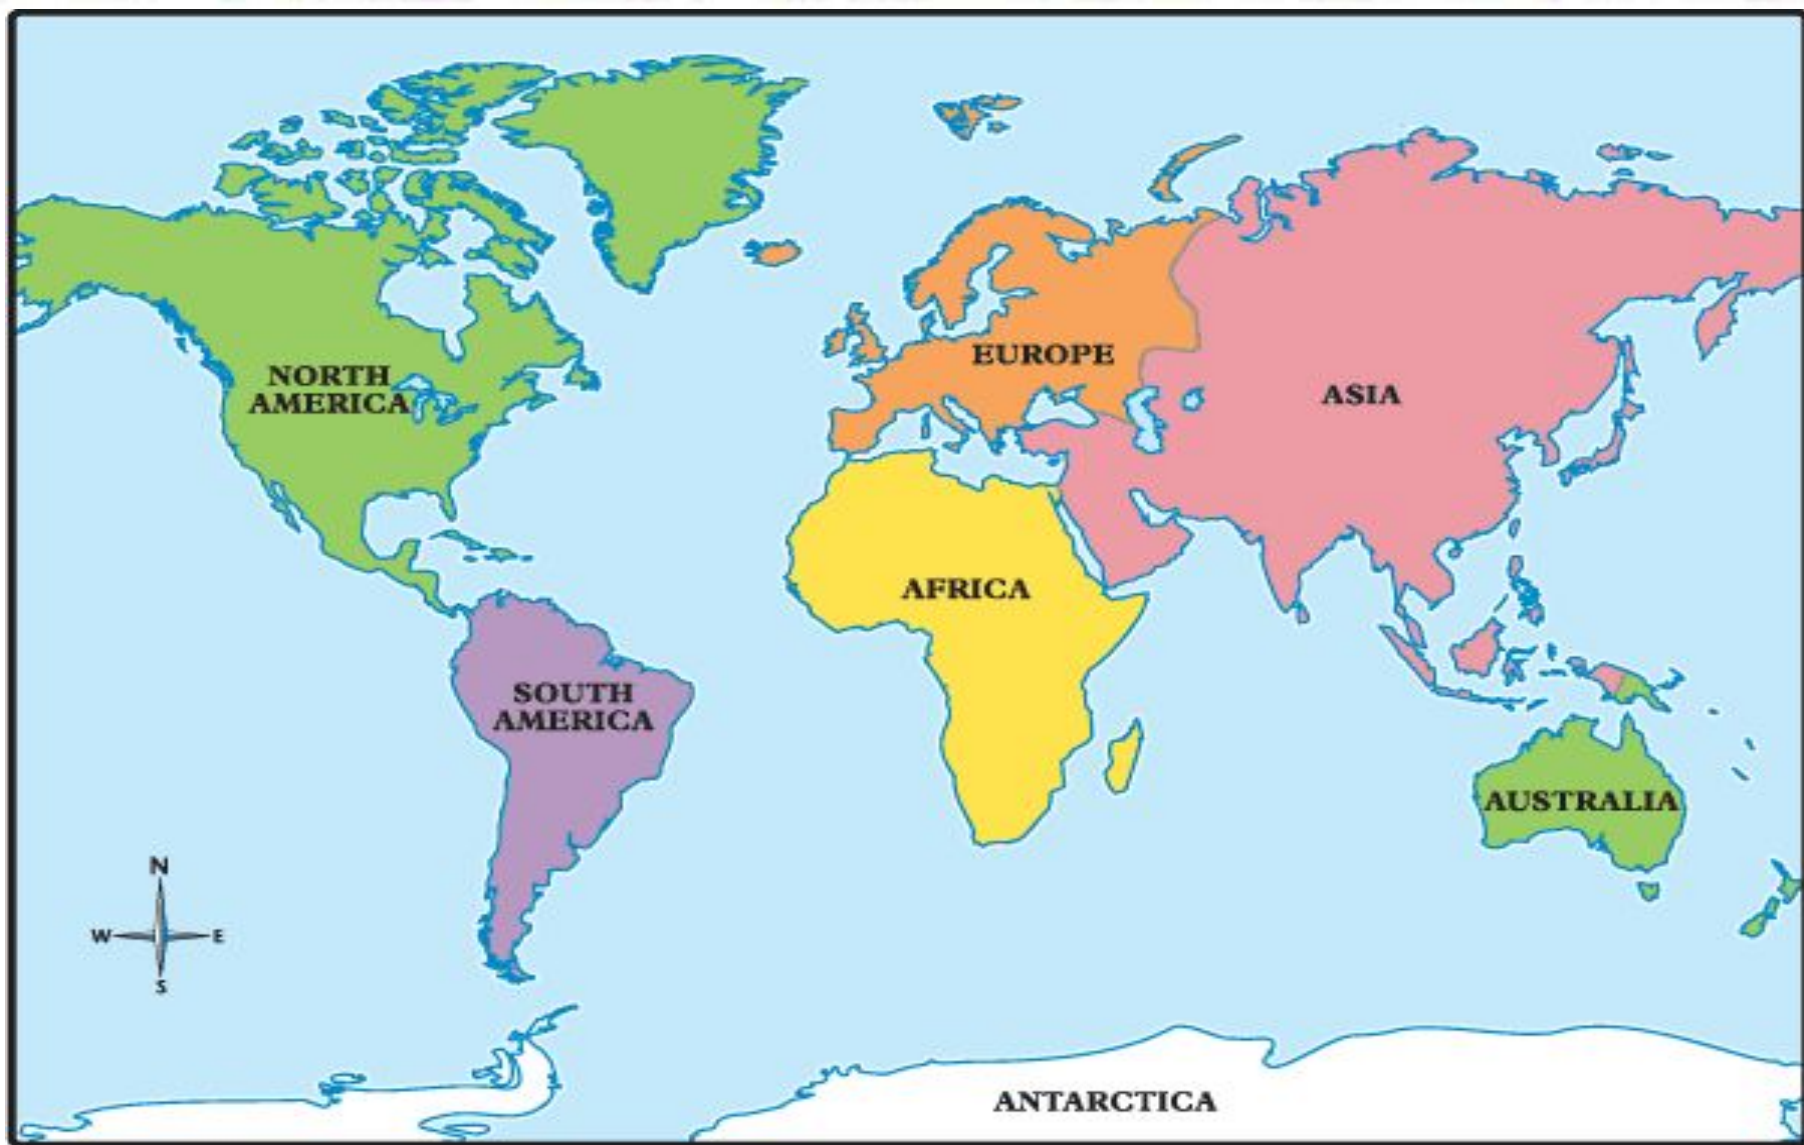 NORTH
AMERICA
EUROPE
ASIA
AFRICA
SOUTH
AMERICA
AUSTRALIA
N
W E
S
ANTARCTICA